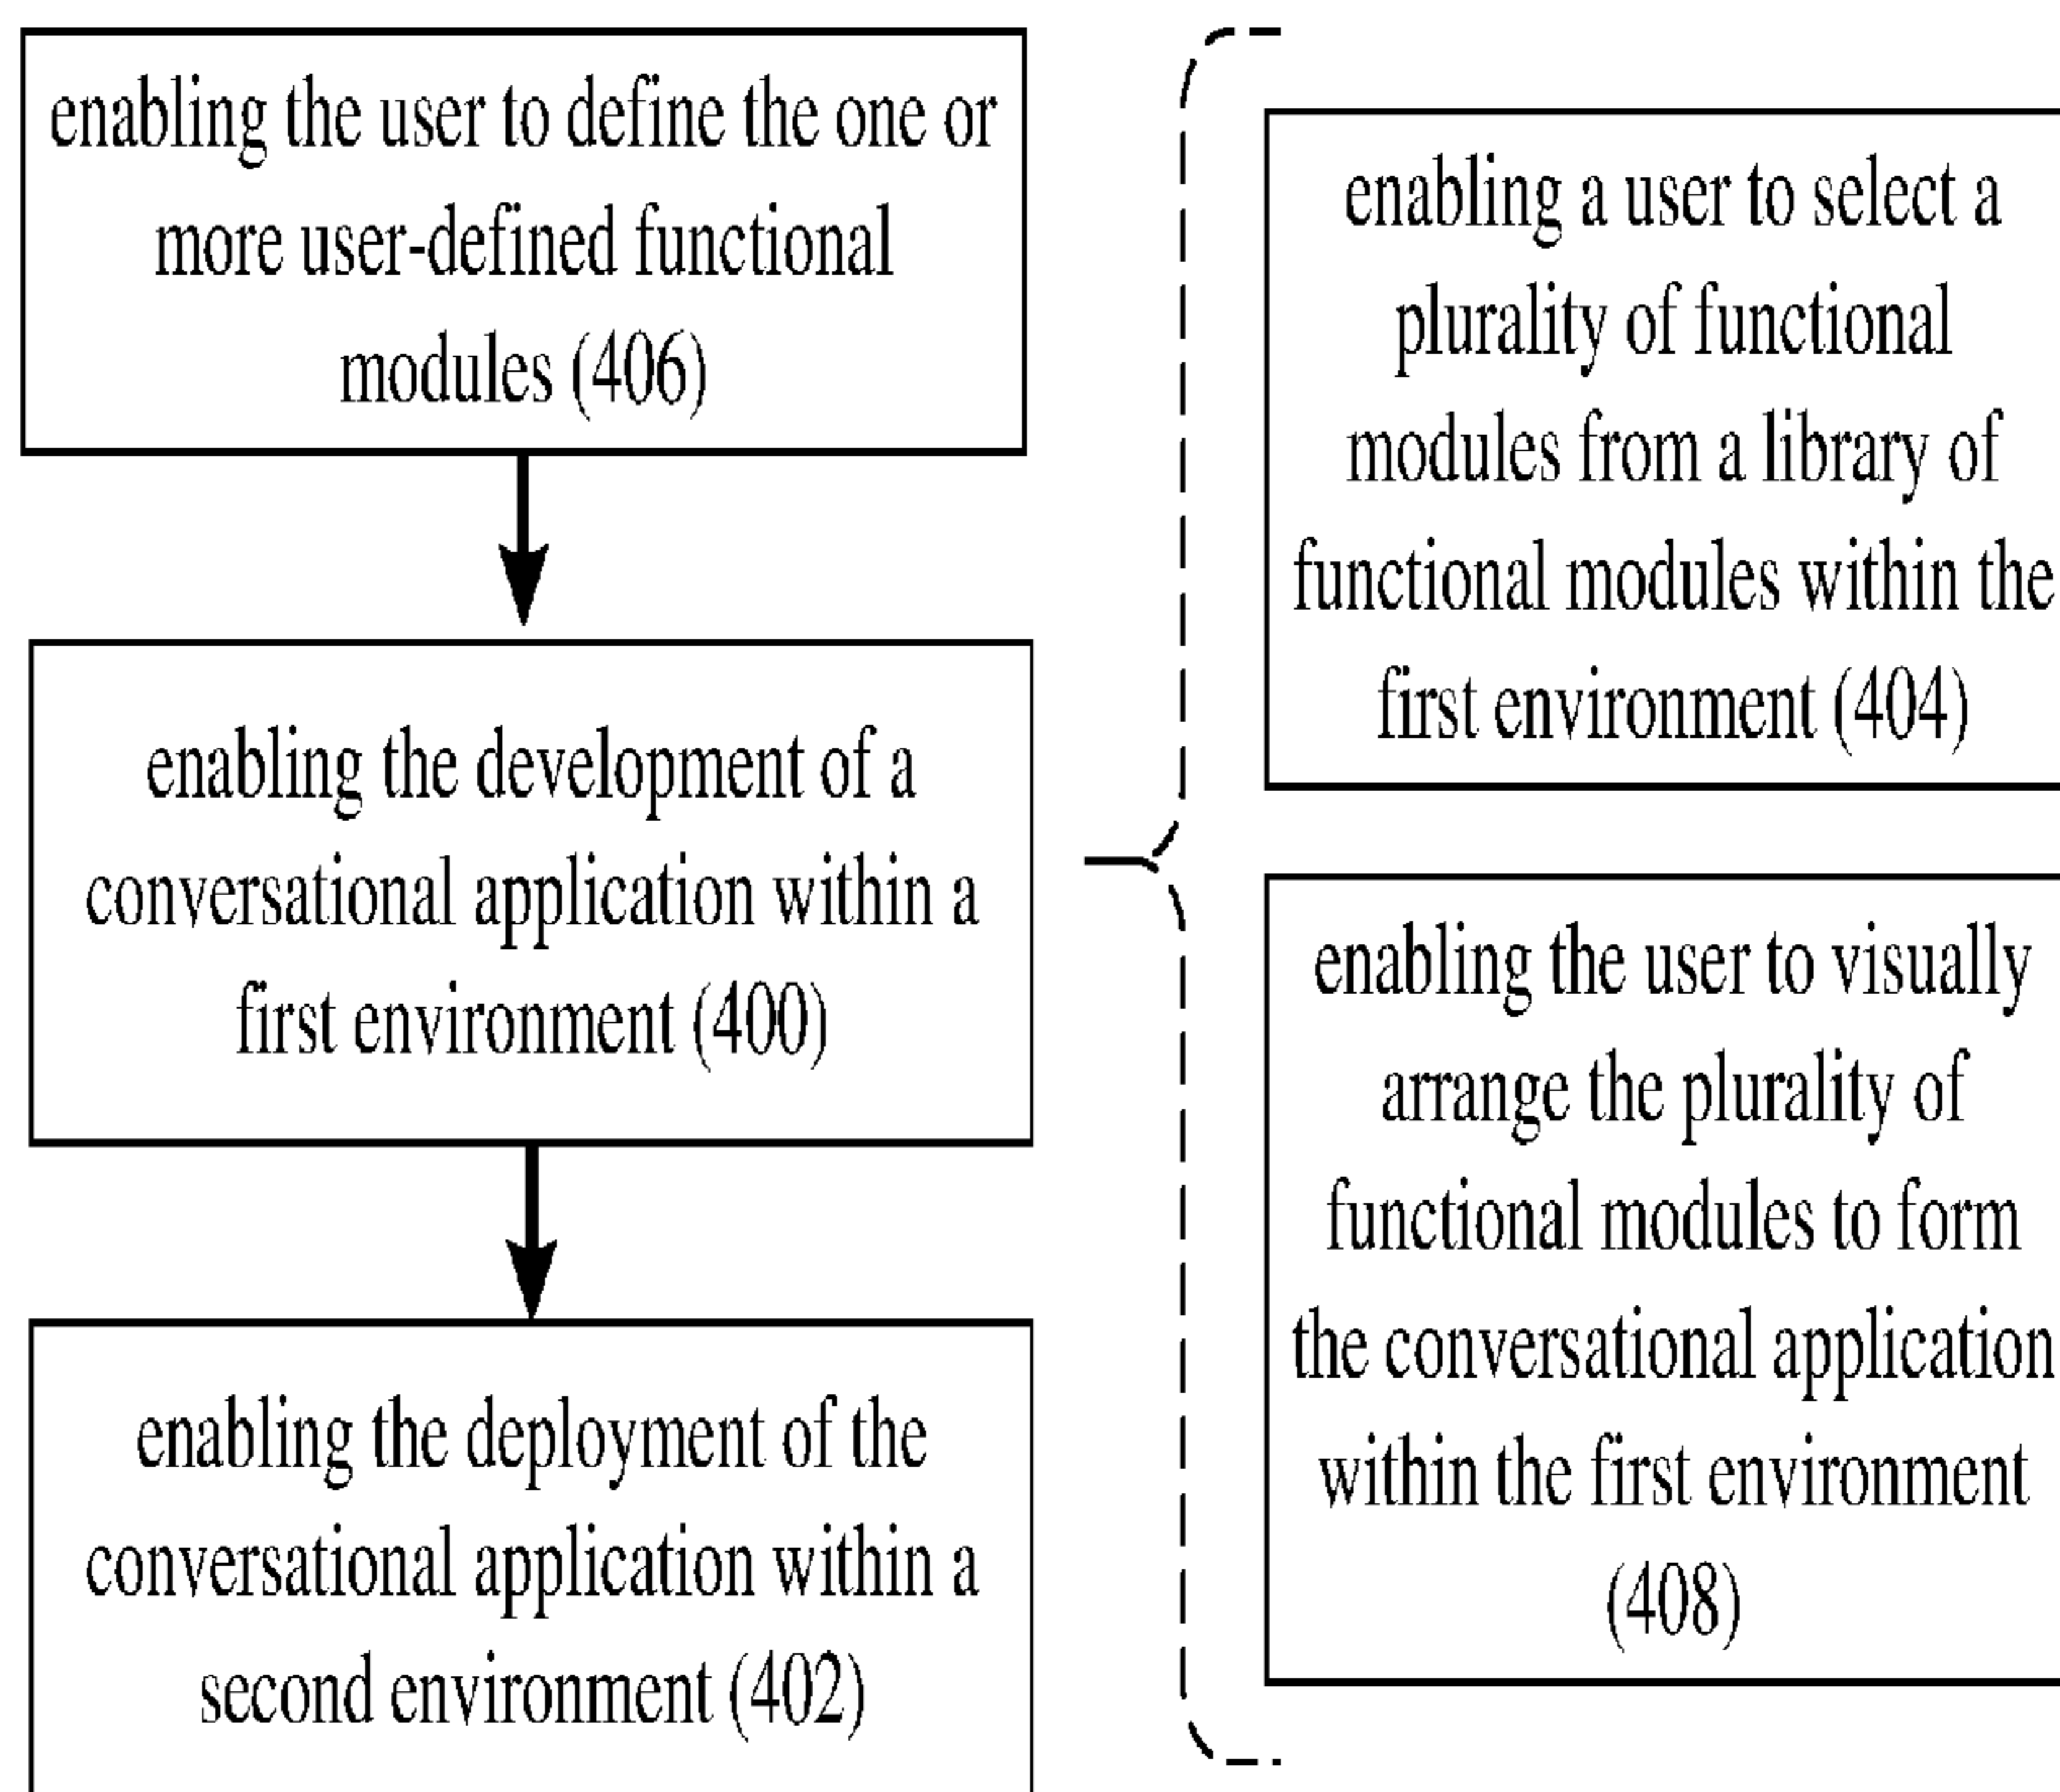 enabling the user to define the one or
more user-defined functional
modules (406)
enabling the development of a
conversational application within a
first environment (400)
enabling the deployment of the
conversational application within a
second environment (402)
enabling a user to select a
plurality of functional
modules from a library of
functional modules within the
first environment (404)
enabling the user to visually
arrange the plurality of
functional modules to form
the conversational application
within the first environment
(408)